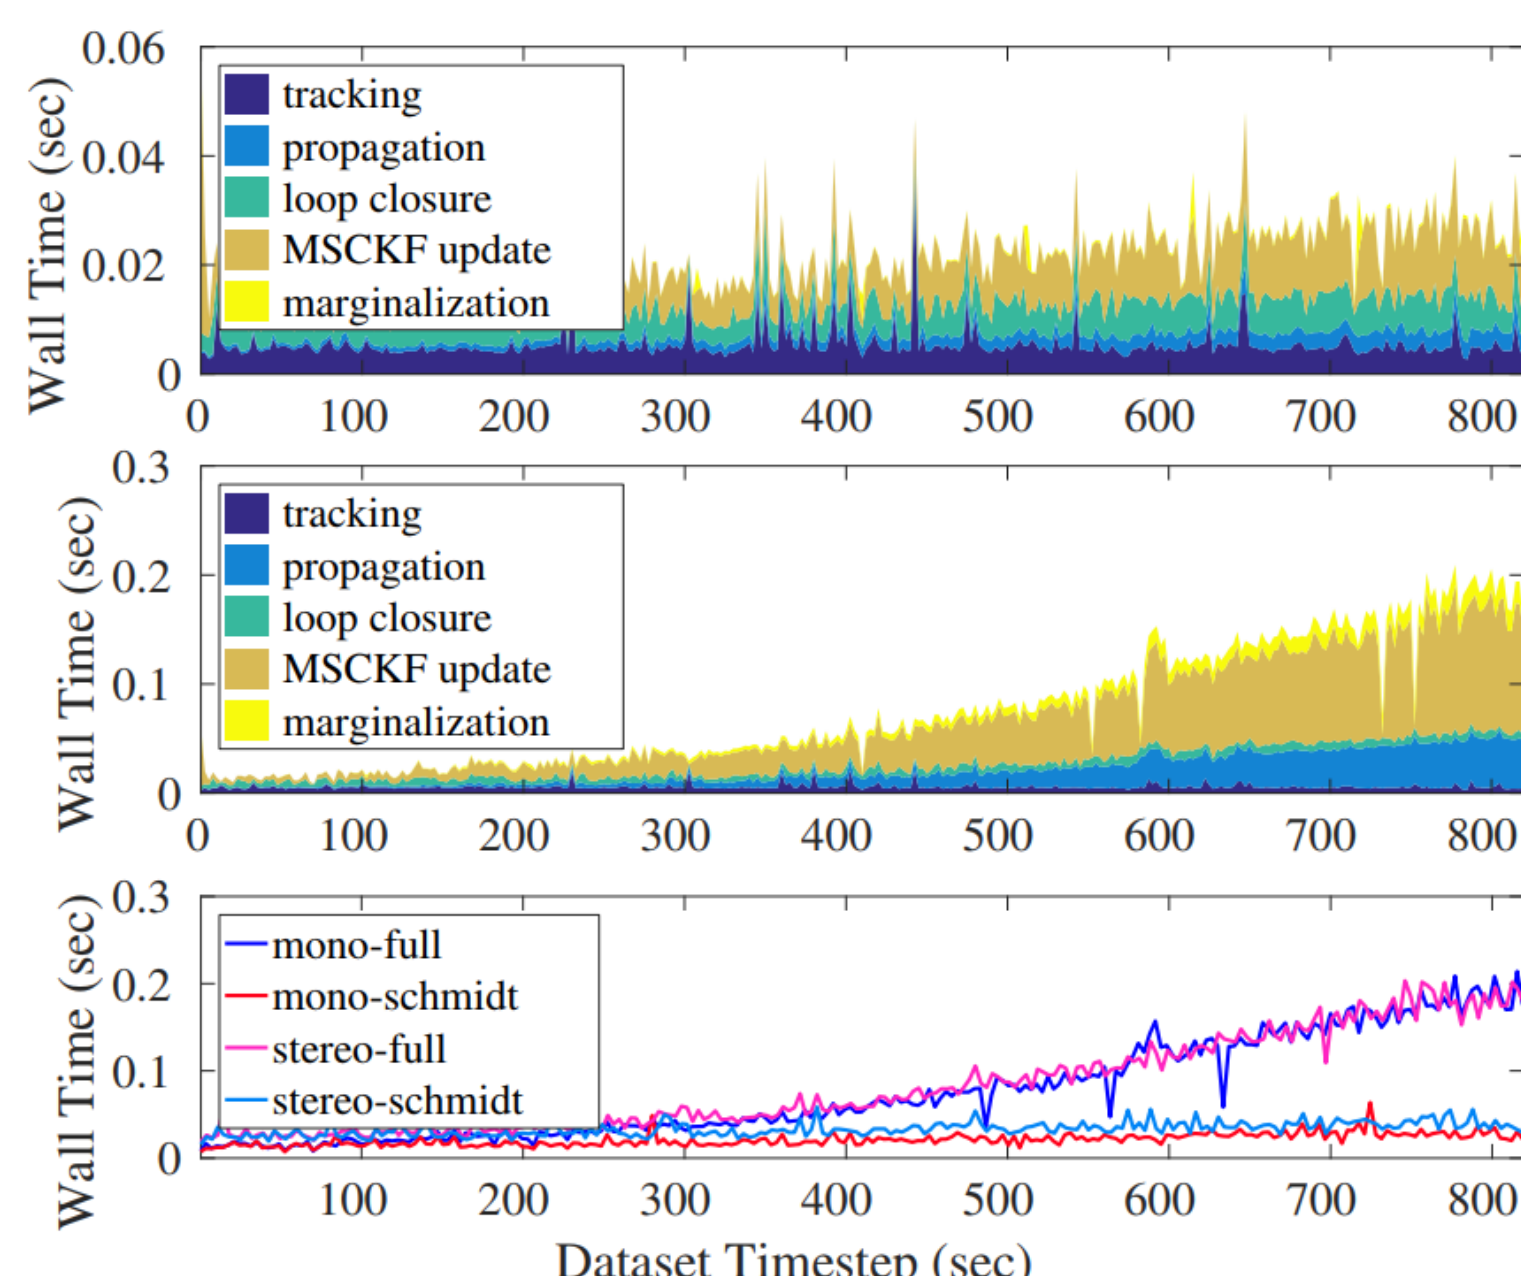 0.06
0.04
0.02
0
Wall Time (sec)
tracking
propagation
loop closure
MSCKF update
marginalization
0 100 200 300 400 500 600 700 800
0.3
0.2
0.1
0
Wall Time (sec)
tracking
propagation
loop closure
MSCKF update
marginalization
0 100 200 300 400 500 600 700 800
0.3
0.2
0.1
0
Wall Time (sec)
mono-full
mono-schmidt
stereo-full
stereo-schmidt
100 200 300 400 500 600 700 800
Dataset Timestep (sec)